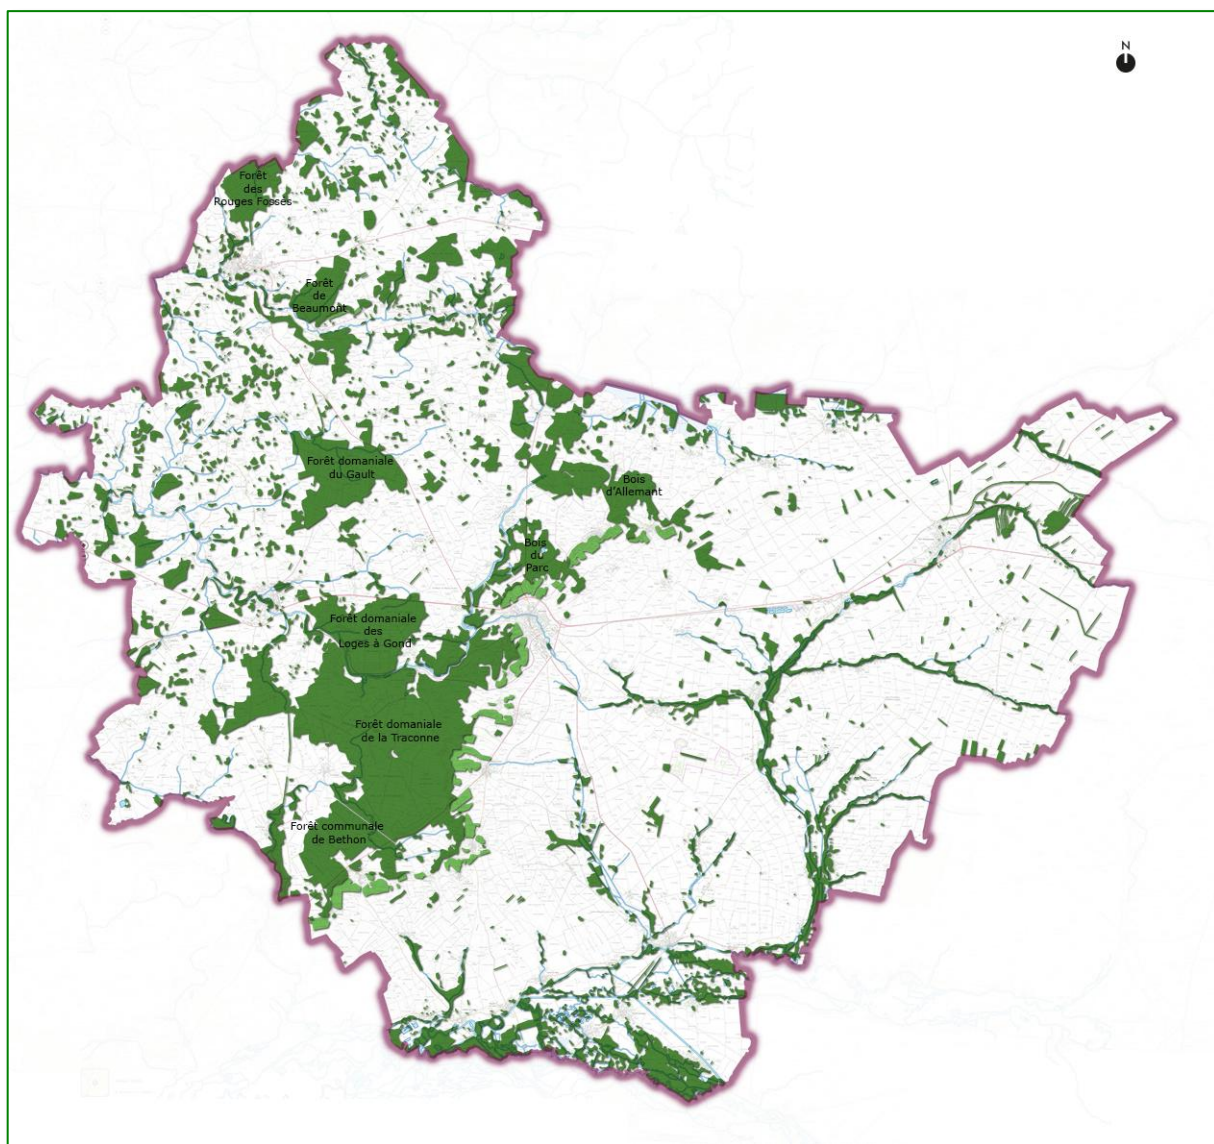 N
Forêt
des
Rouges Fosses
Forêt
de
Beaumont
Forêt domaniale
du Gault
Bois
d'Allemant
Bois
du
Parc
Forêt domaniale
des
Loges à Gond
Forêt domaniale
de la Traconne
Forêt communale
de Bethon